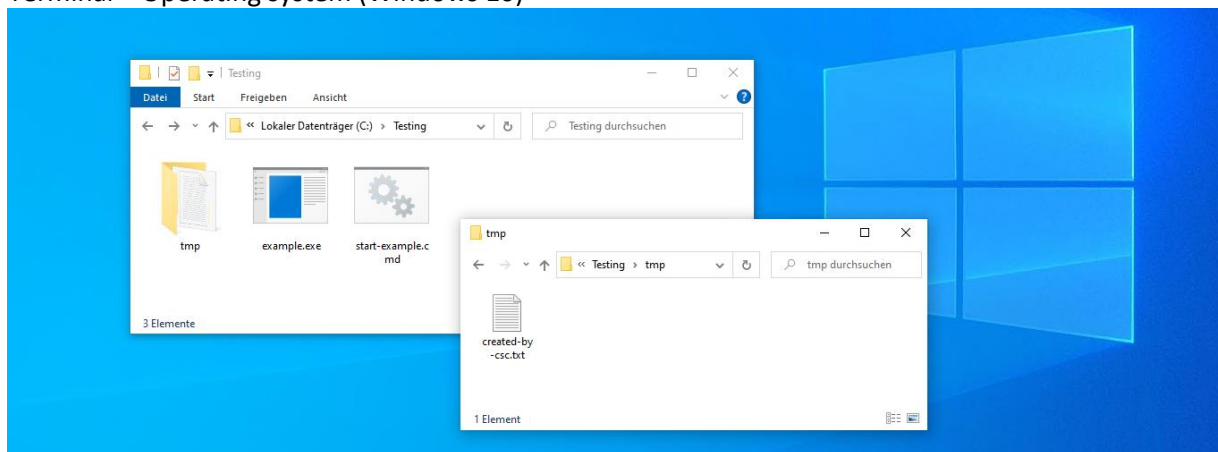 Terminal – Operating System (Windows 10)
Testing
Datei Start Freigeben Ansicht
« Lokaler Datenträger (C:) › Testing
Testing durchsuchen
tmp
example.exe
start-example.c
md
3 Elemente
tmp
« Testing › tmp
tmp durchsuchen
created-by
-csc.txt
1 Element